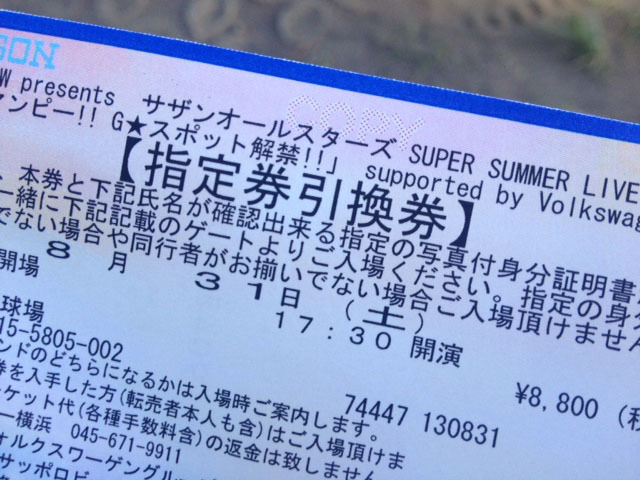 SON
W presents サザンオールスターズ SUPER SUMMER LIVE
ンピー!! G★スポット解禁!!」 supported by Volkswag
【指定券引換券】
、本券と下記氏名が確認出来る指定の写真付身分証明書
一緒に下記記載のゲートよりご入場ください。指定の身
でない場合や同行者がお揃いでない場合ご入場頂けません
8月 31日(土)
開場 17:30 開演
球場
15-5805-002
¥8,800 (税
ンドのどちらになるかは入場時ご案内します。
74447 130831
券を入手した方(転売者本人も含)はご入場頂けま
ケット代(各種手数料含)の返金は致しません
ー横浜 045-671-9911
ォルクスワーゲングル
サッポロビ